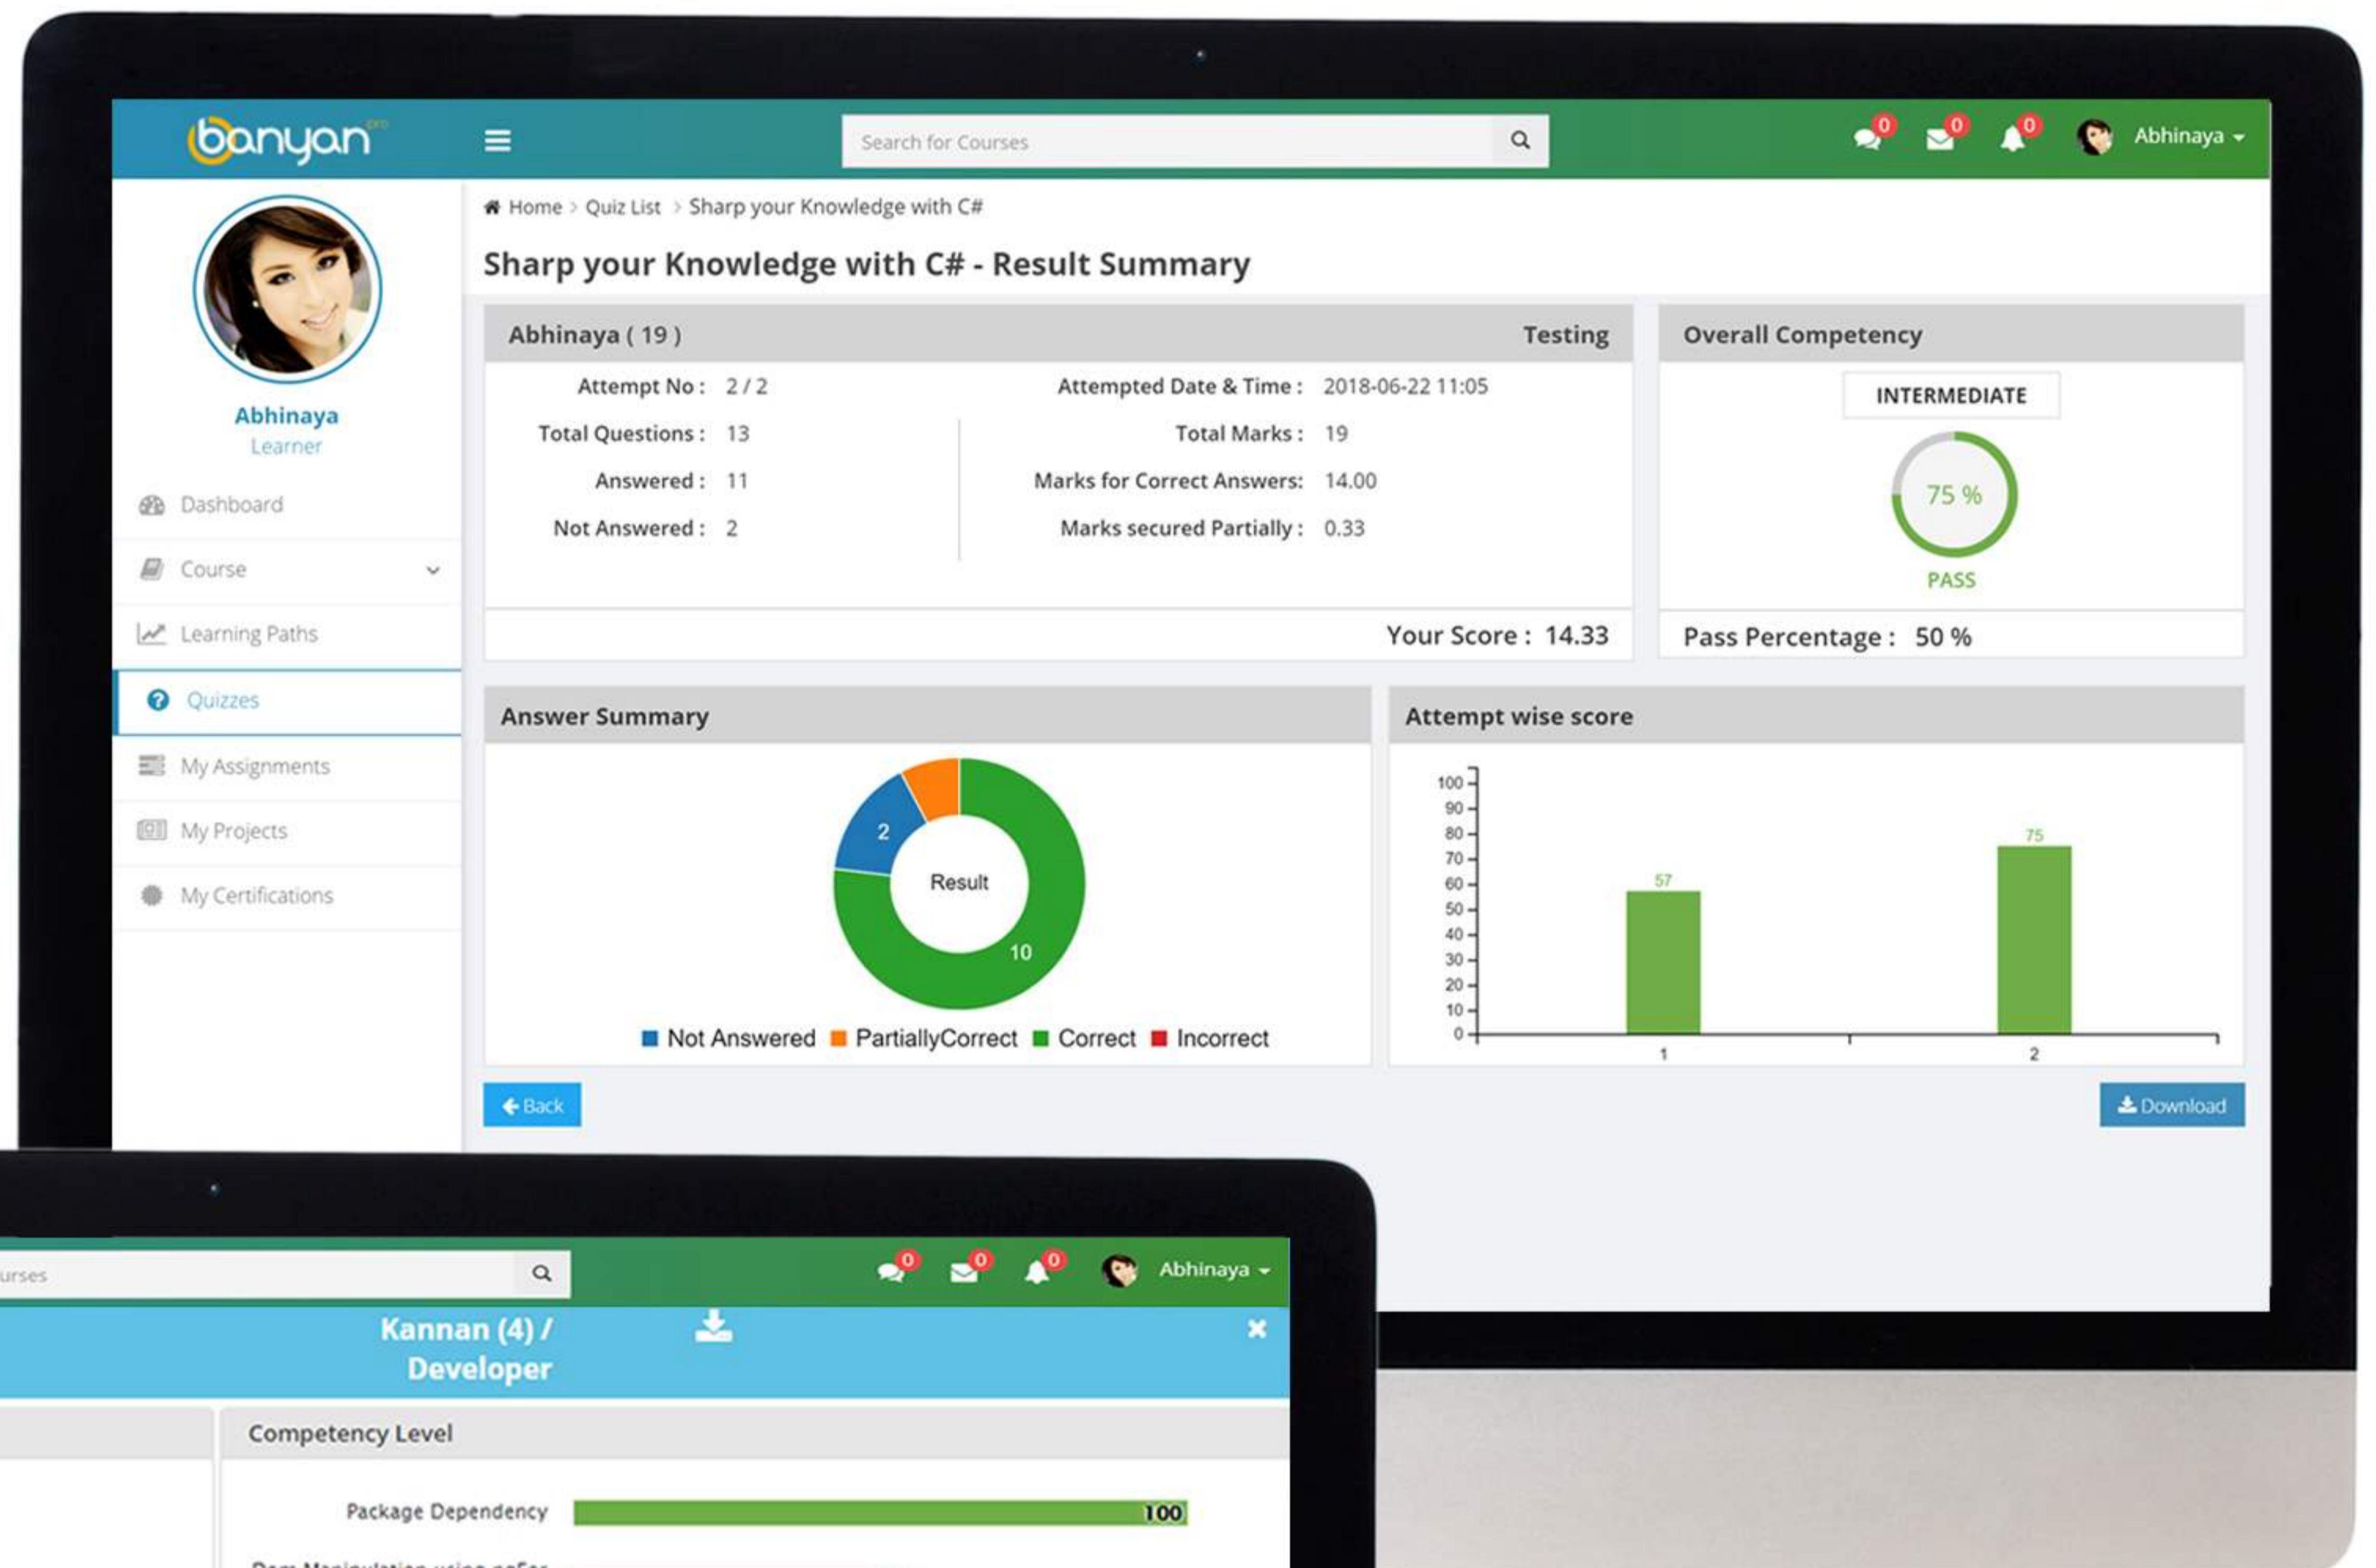 banyan pro
Search for Courses
0 0 0 Abhinaya
Abhinaya
Learner
Dashboard
Course
Learning Paths
Quizzes
My Assignments
My Projects
My Certifications
Home > Quiz List > Sharp your Knowledge with C#
Sharp your Knowledge with C# - Result Summary
Abhinaya ( 19 ) Testing
Attempt No : 2 / 2
Total Questions : 13
Answered : 11
Not Answered : 2
Attempted Date & Time : 2018-06-22 11:05
Total Marks : 19
Marks for Correct Answers: 14.00
Marks secured Partially : 0.33
Your Score : 14.33
Overall Competency
INTERMEDIATE
75 %
PASS
Pass Percentage : 50 %
Answer Summary
2
Result
10
Not Answered PartiallyCorrect Correct Incorrect
Attempt wise score
100
90
80
70
60
50
40
30
20
10
0
57
75
1 2
Back
Download
urses
0 0 0 Abhinaya
Kannan (4) /
Developer
Competency Level
Package Dependency 100